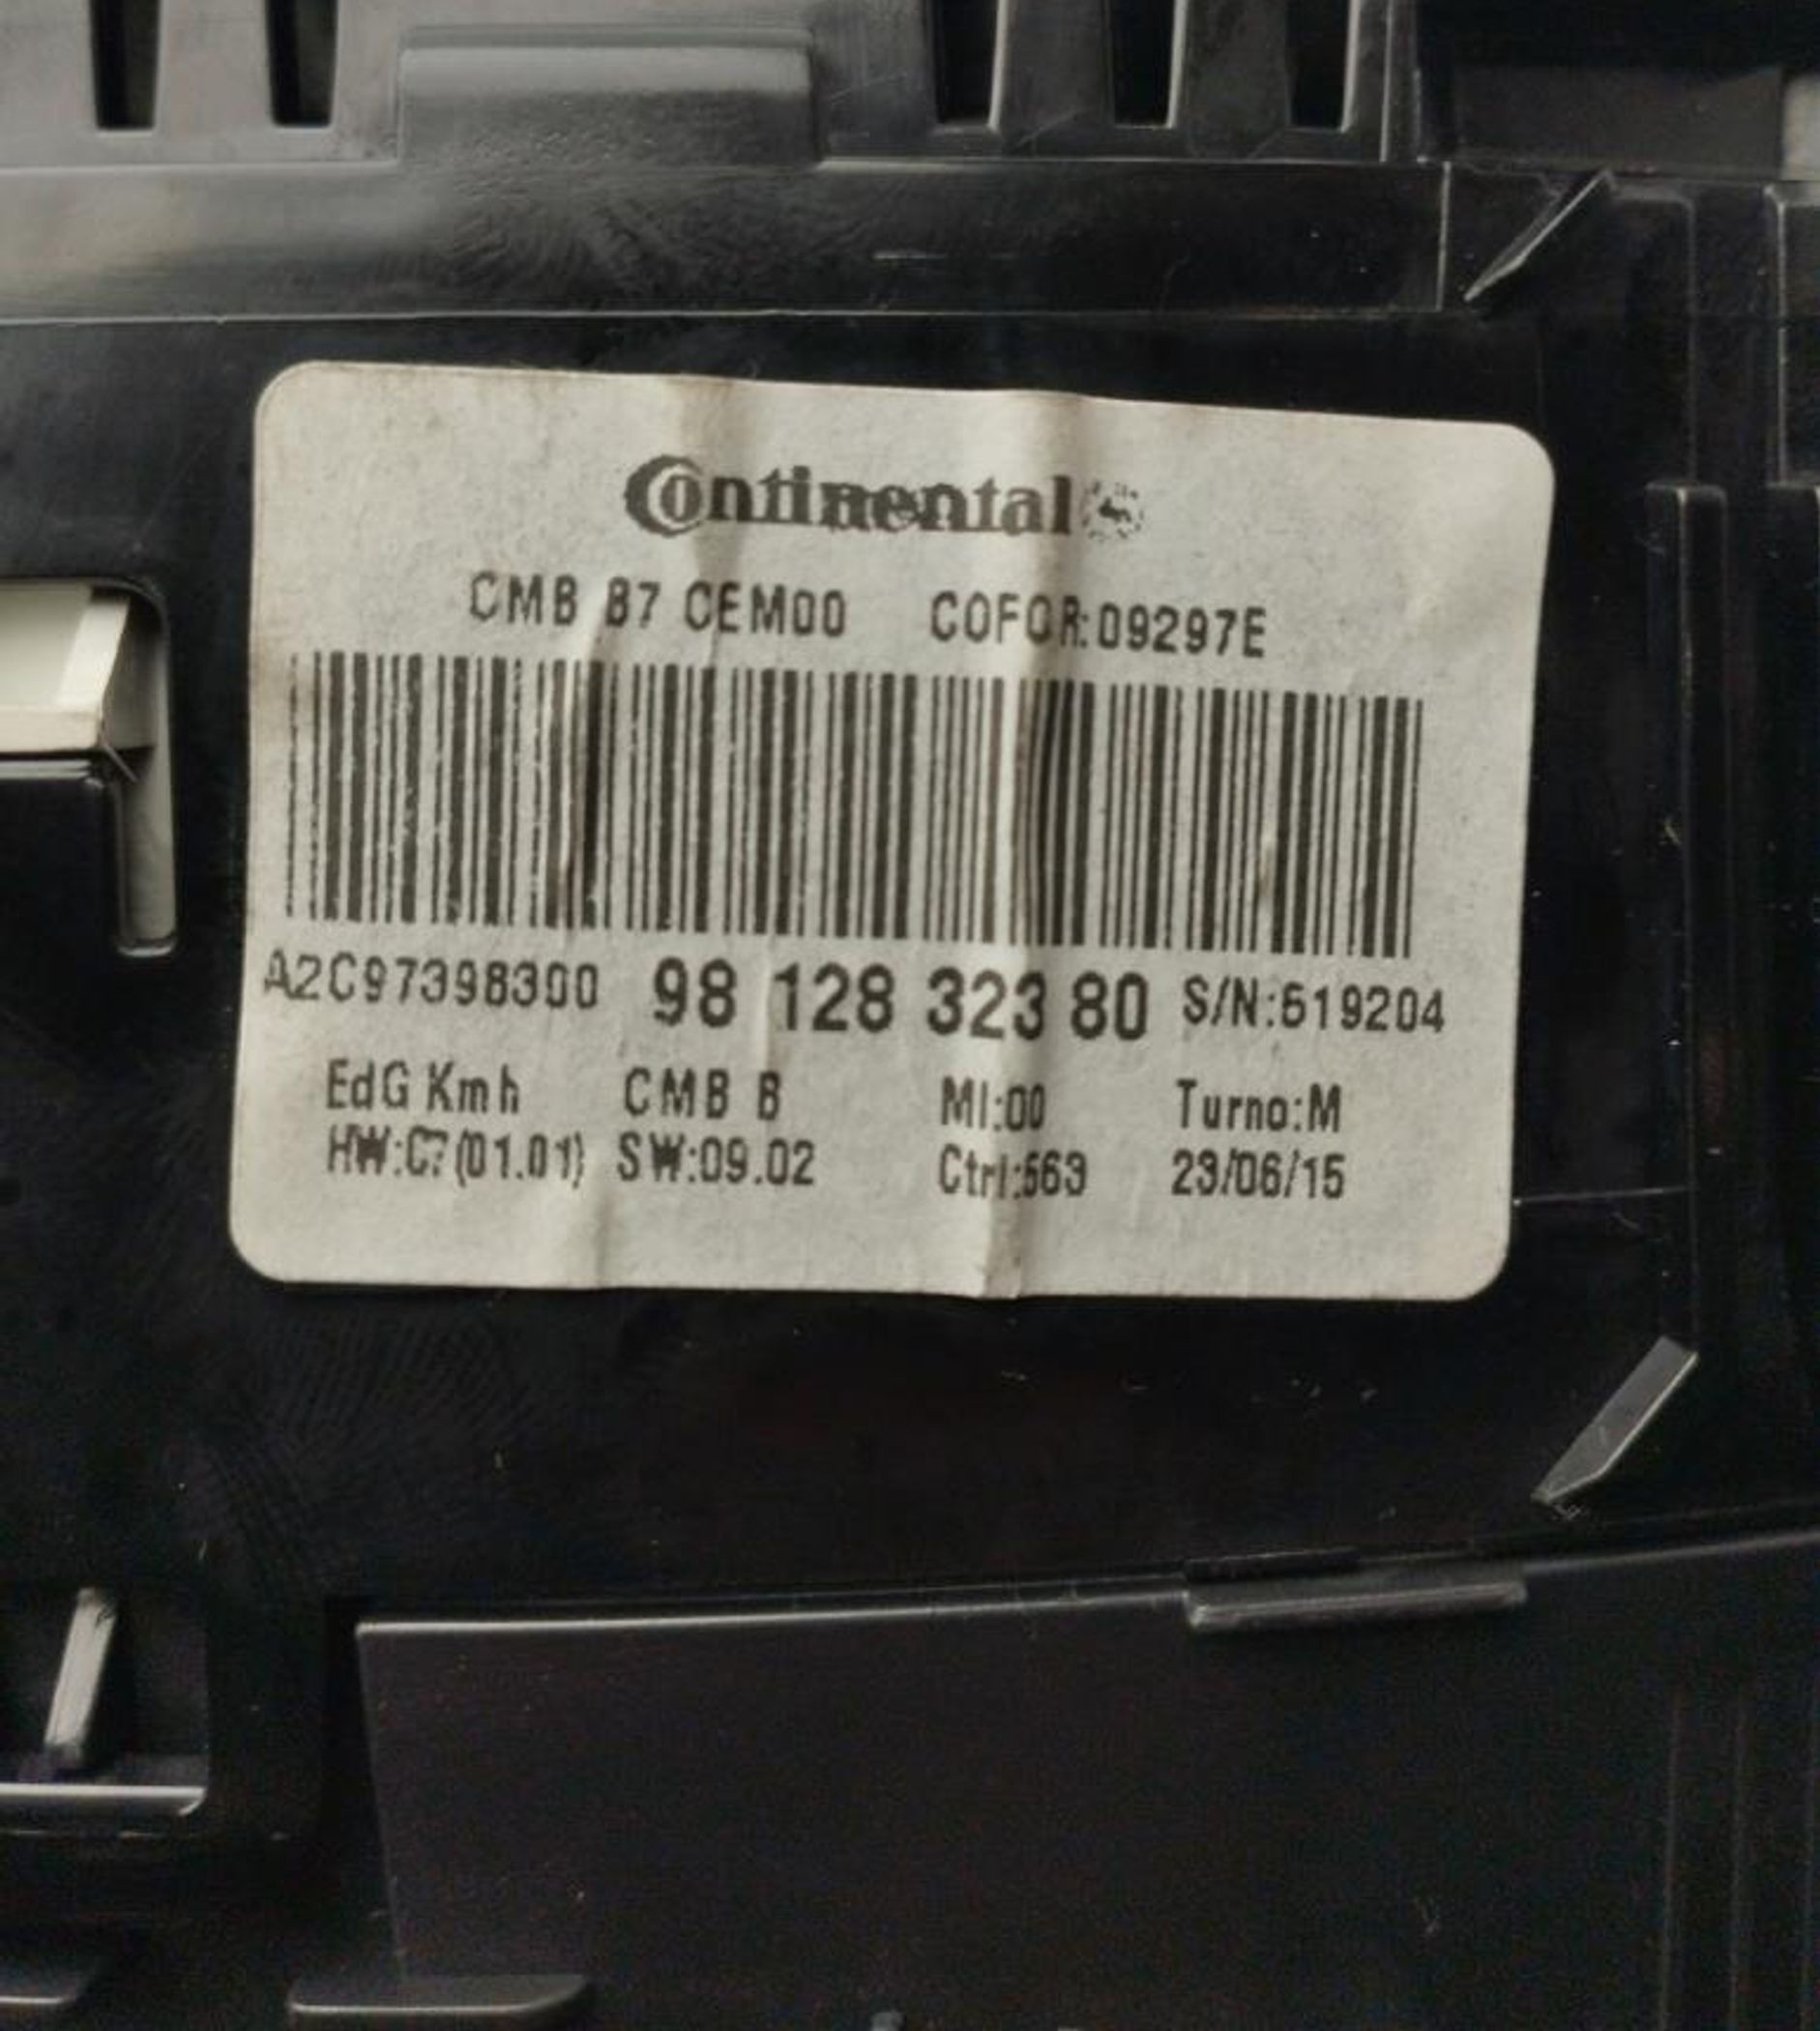 Continental
CMB B7 CEM00 COFOR:09297E
A2C97398300 98 128 323 80 S/N:519204
EdG Kmh CMB B MI:00 Turno:M
HW:C7(01.01) SW:09.02 Ctrl:563 23/06/15